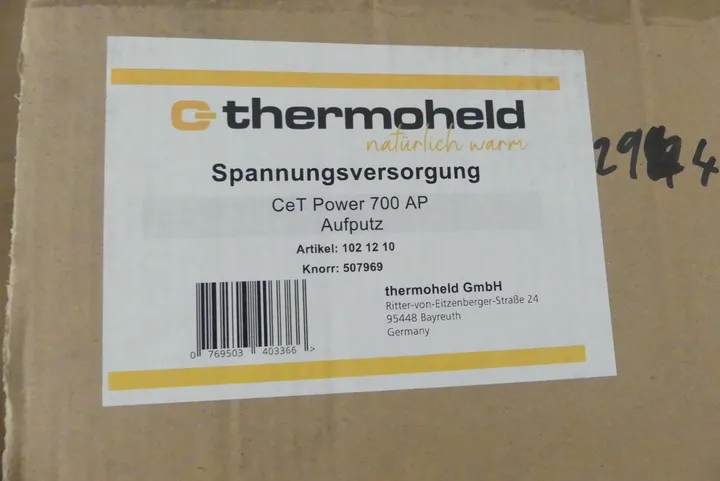 thermoheld
natürlich warm
Spannungsversorgung
CeT Power 700 AP
Aufputz
Artikel: 102 12 10
Knorr: 507969
thermoheld GmbH
Ritter-von-Eitzenberger-Straße 24
95448 Bayreuth
Germany
0 769503 403366 >